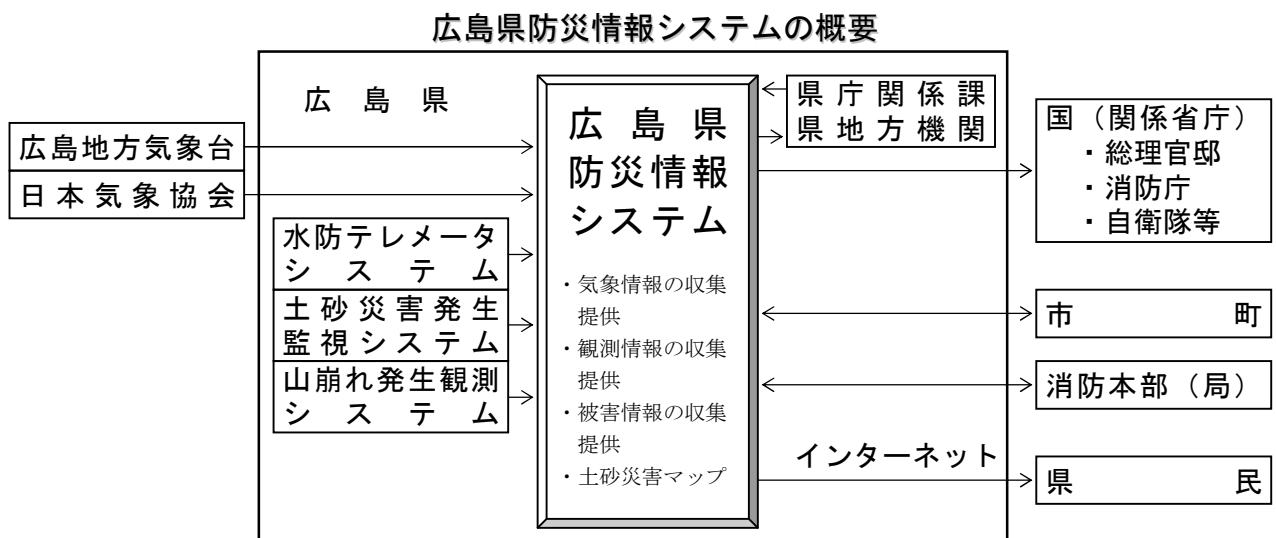 広島県防災情報システムの概要
広島県
広島地方気象台
日本気象協会
水防テレメータ
システム
土砂災害発生
監視システム
山崩れ発生観測
システム
広島県
防災情報
システム
・気象情報の収集
提供
・観測情報の収集
提供
・被害情報の収集
提供
・土砂災害マップ
県庁関係課
県地方機関
国（関係省庁）
・総理官邸
・消防庁
・自衛隊等
市町
消防本部（局）
インターネット
県民